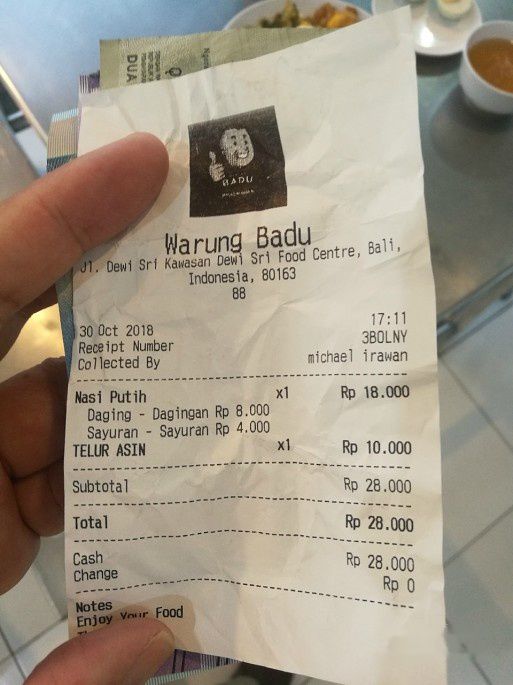 BADU
Warung Badu
Jl. Dewi Sri Kawasan Dewi Sri Food Centre, Bali,
Indonesia, 80163
88
30 Oct 2018 17:11
Receipt Number 3BOLNY
Collected By michael irawan
Nasi Putih x1 Rp 18.000
Daging - Dagingan Rp 8.000
Sayuran - Sayuran Rp 4.000
TELUR ASIN x1 Rp 10.000
Subtotal Rp 28.000
Total Rp 28.000
Cash Rp 28.000
Change Rp 0
Notes
Enjoy Your Food